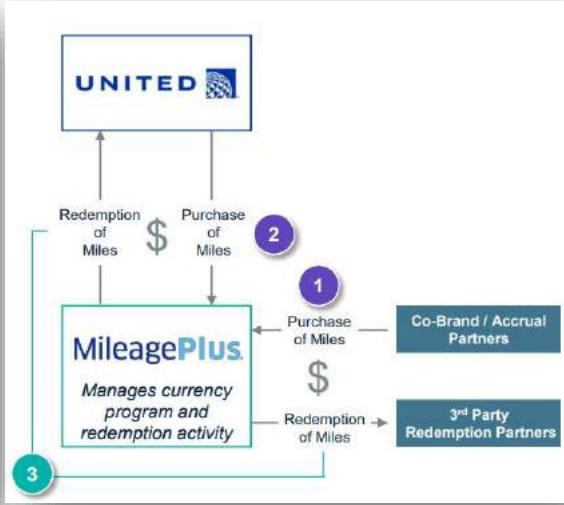 UNITED
Redemption
of
Miles
$
Purchase
of
Miles
2
1
Purchase
of Miles
Co-Brand / Accrual
Partners
MileagePlus
Manages currency
program and
redemption activity
$
Redemption
of Miles
3rd Party
Redemption Partners
3